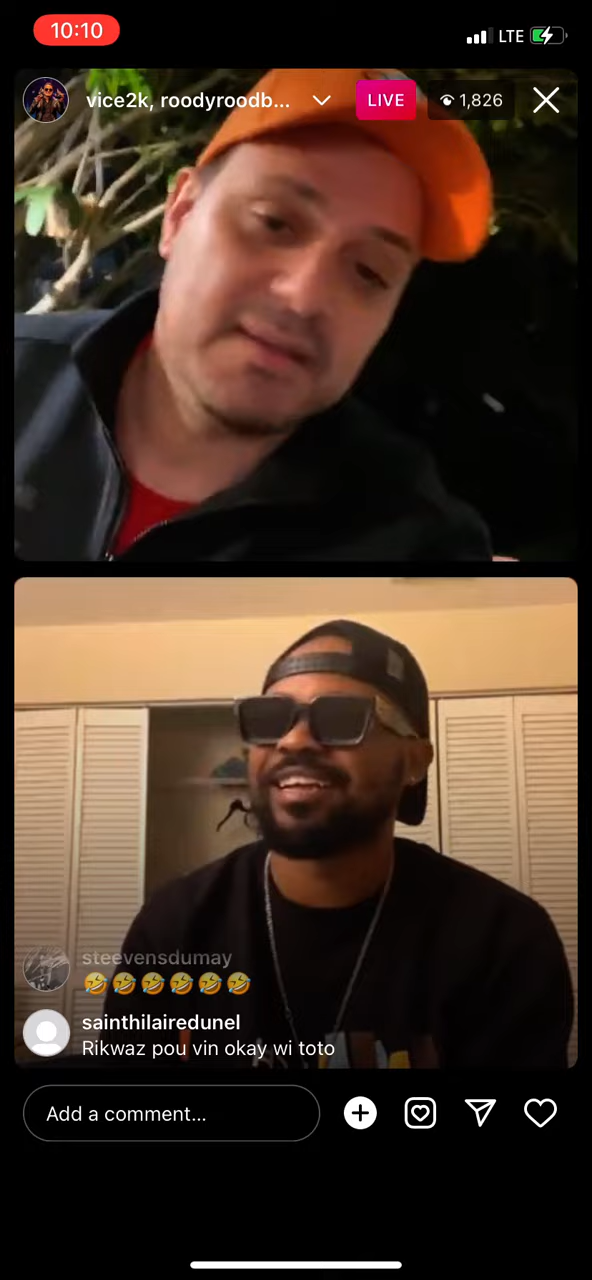 10:10
LTE
vice2k, roodyroodb...
LIVE
1,826
steevensdumay
🤣🤣🤣🤣🤣🤣
sainthilairedunel
Rikwaz pou vin okay wi toto
Add a comment...